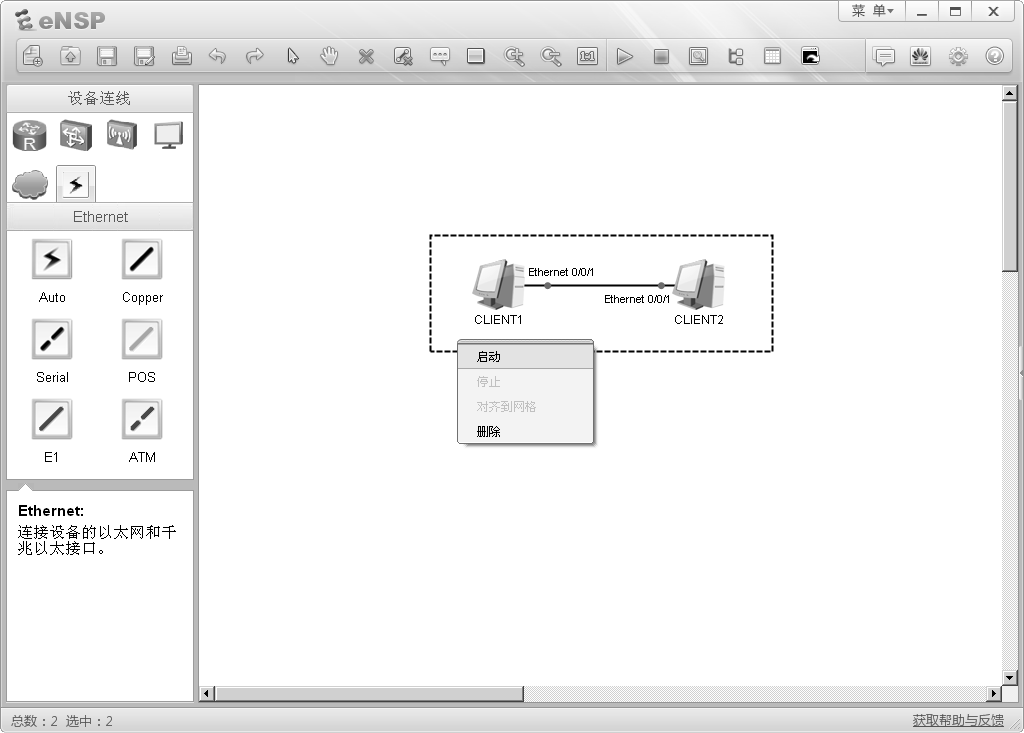 eNSP
菜 单
1:1
设备连线
R
Ethernet
Auto
Copper
Serial
POS
E1
ATM
Ethernet:
连接设备的以太网和千
兆以太接口。
Ethernet 0/0/1
Ethernet 0/0/1
CLIENT1
CLIENT2
启动
停止
对齐到网格
删除
总数：2 选中：2
获取帮助与反馈